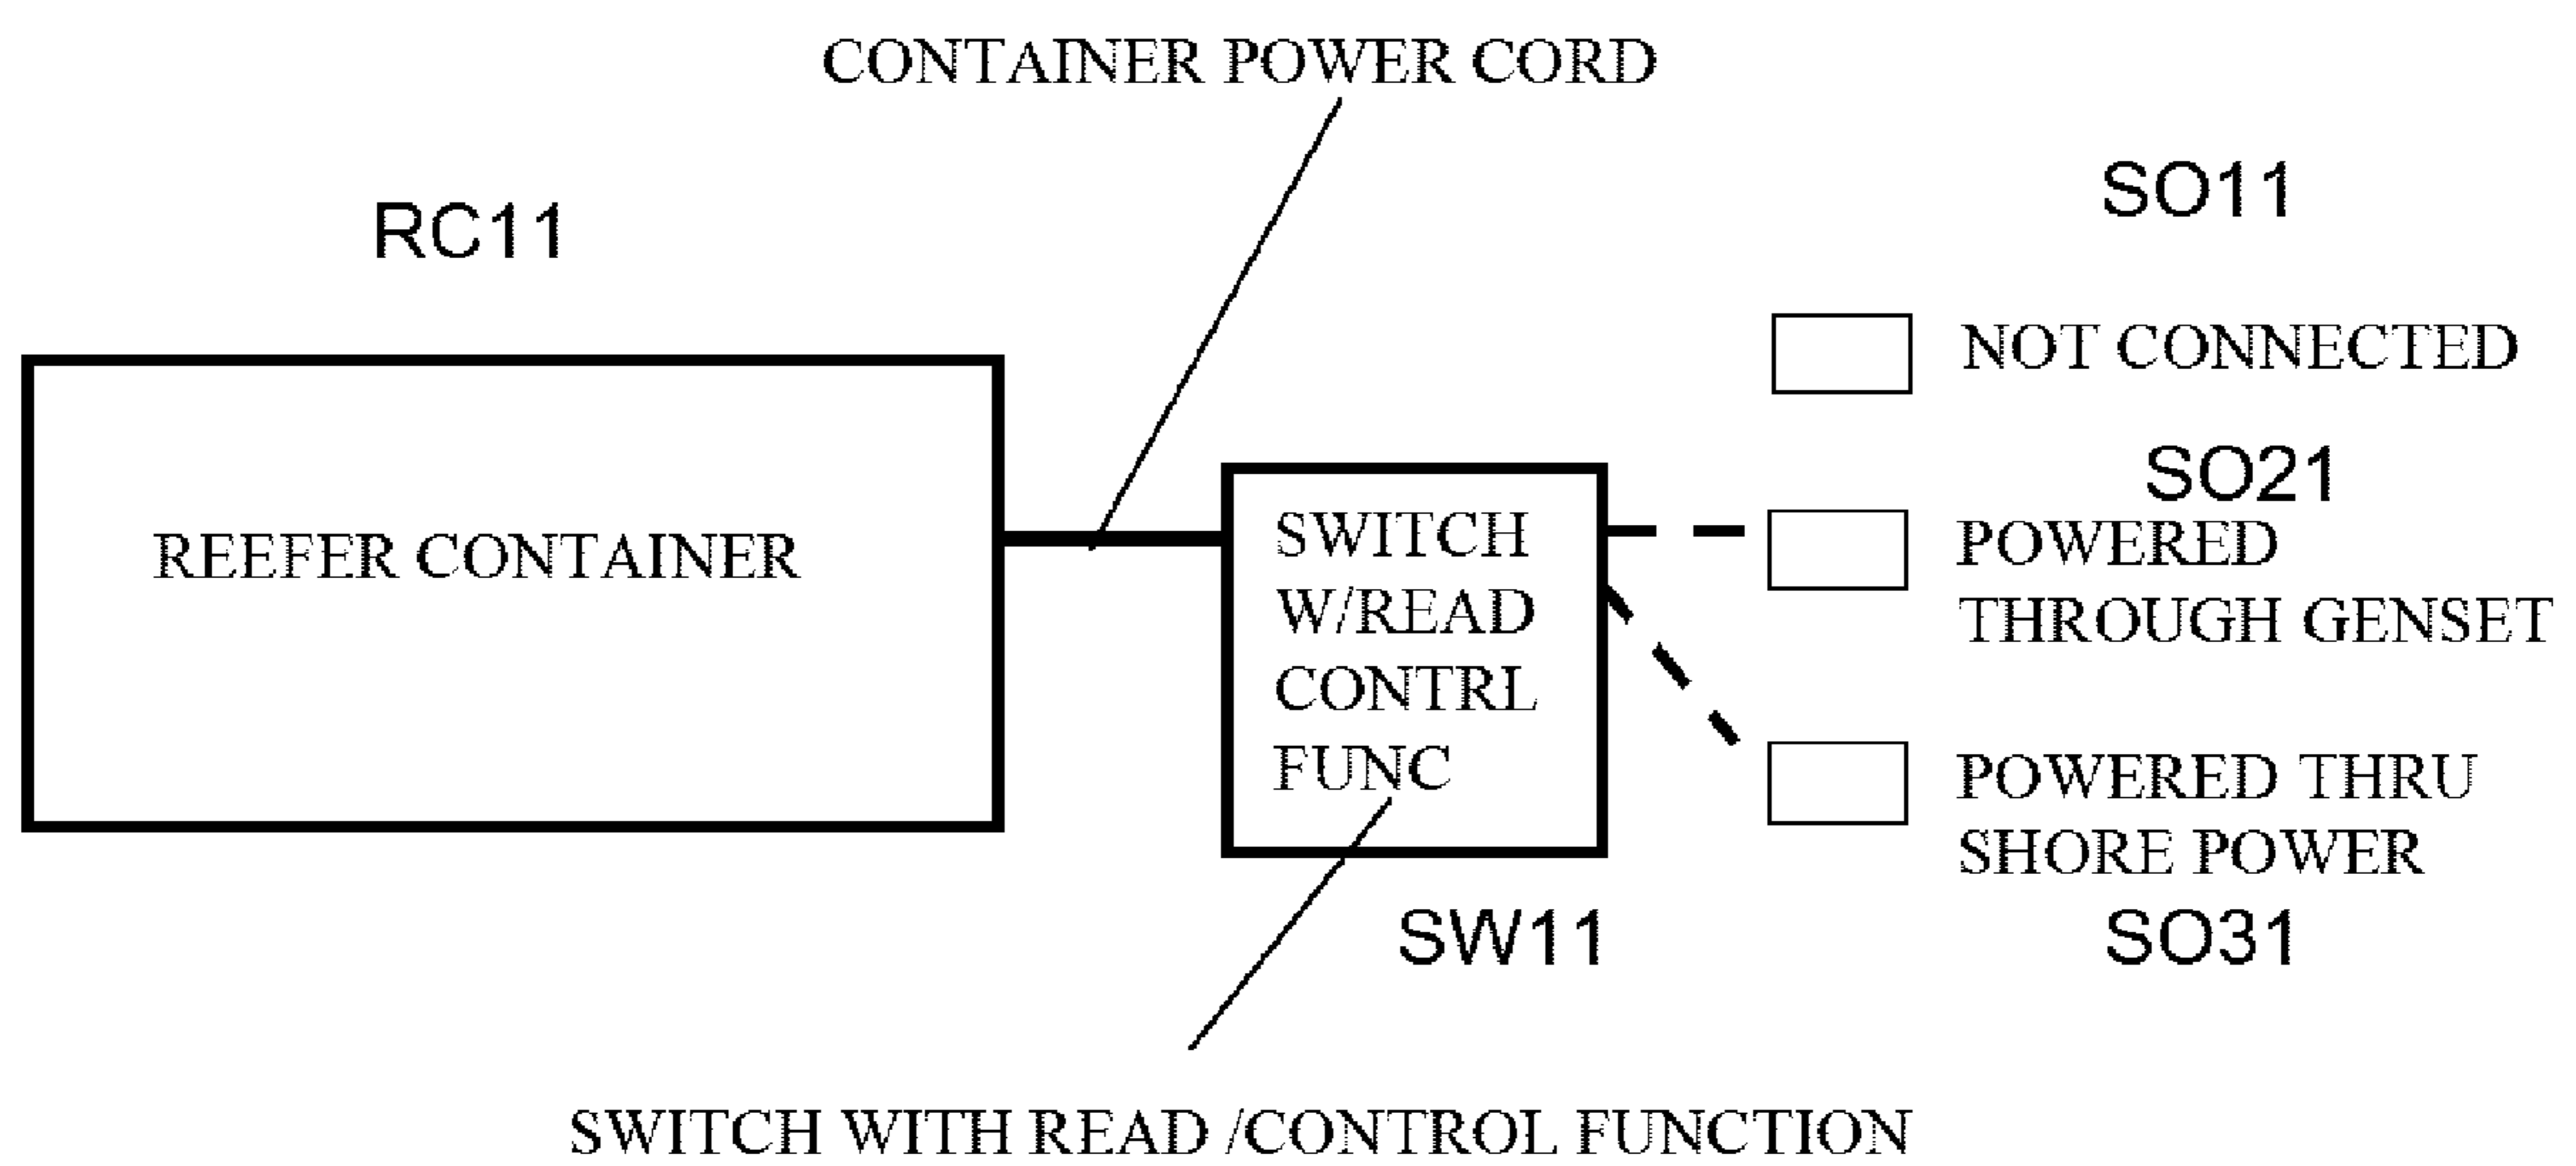 CONTAINER POWER CORD
SO11
RC11
NOT CONNECTED
SO21
REEFER CONTAINER
SWITCH
W/READ
CONTRL
FUNC
POWERED
THROUGH GENSET
POWERED THRU
SHORE POWER
SW11
SO31
SWITCH WITH READ /CONTROL FUNCTION